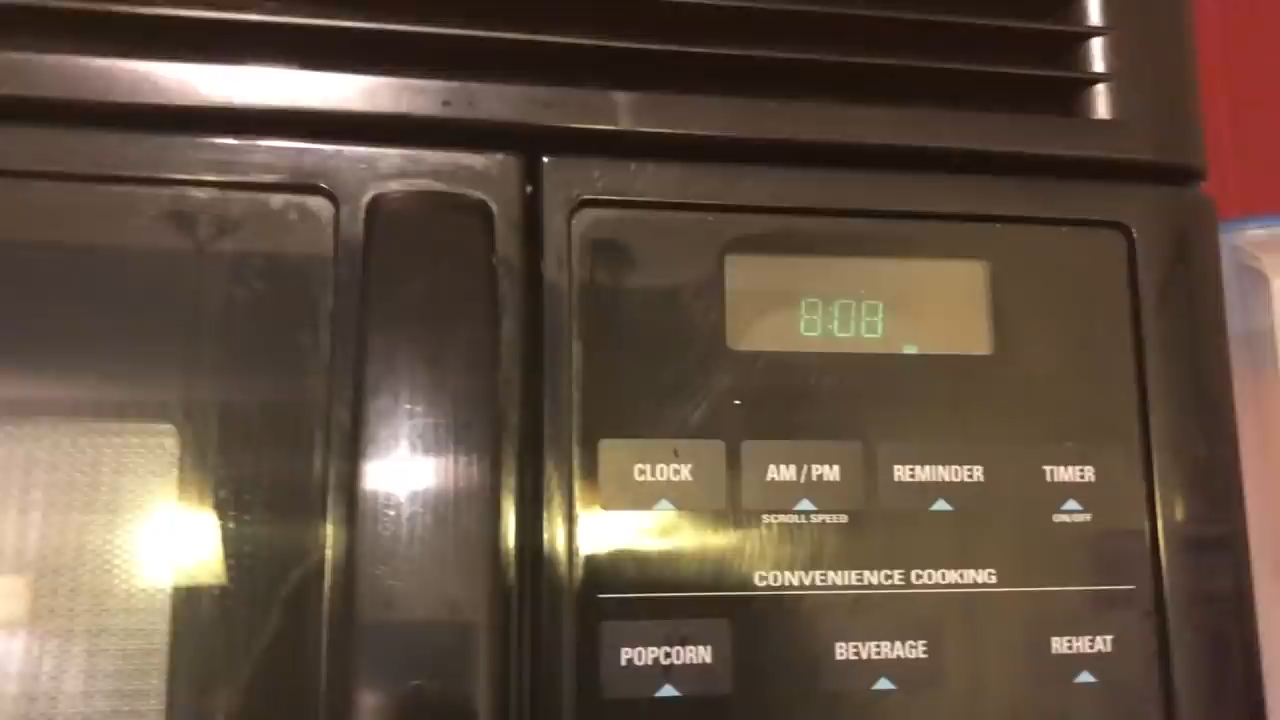 8:08
CLOCK AM/PM REMINDER TIMER
SCROLL SPEED ON/OFF
CONVENIENCE COOKING
POPCORN BEVERAGE REHEAT